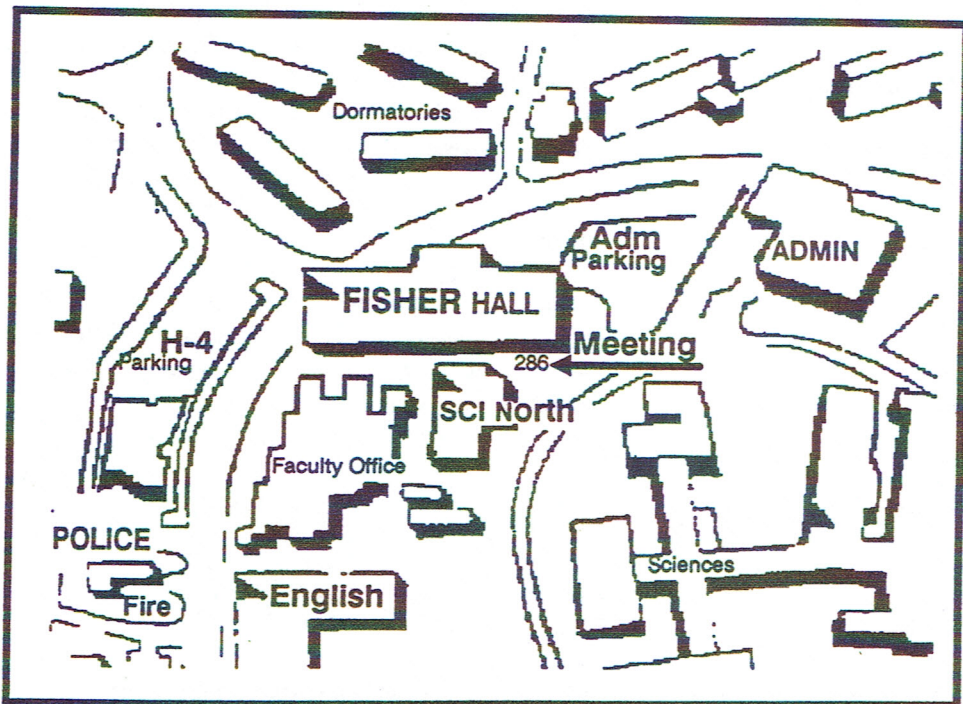 Dormatories
Adm
Parking
ADMIN
FISHER HALL
H-4
Parking
Meeting
286
SCI North
Faculty Office
POLICE
Sciences
Fire
English